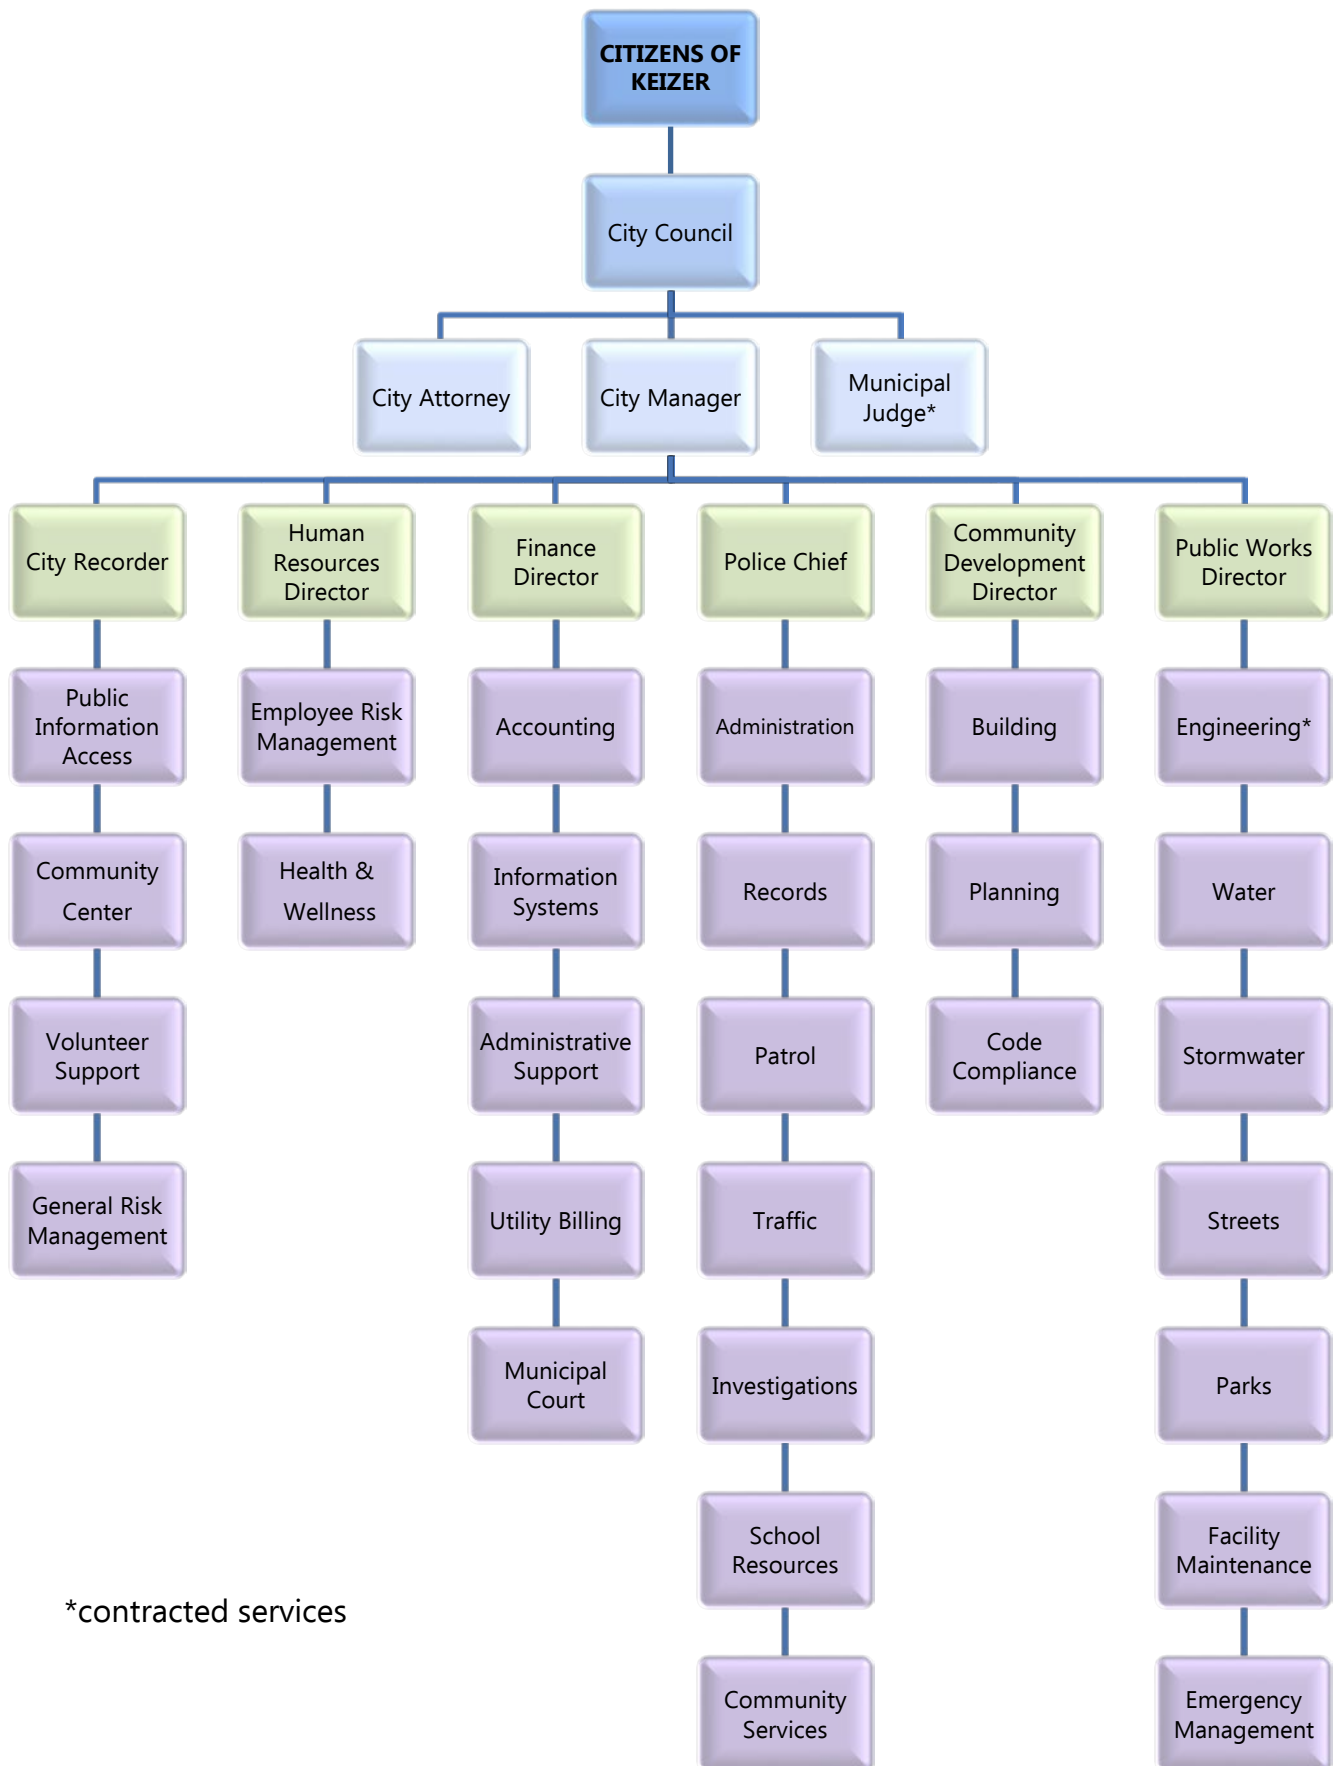 CITIZENS OF
KEIZER
City Council
City Attorney
City Manager
Municipal
Judge*
City Recorder
Human
Resources
Director
Finance
Director
Police Chief
Community
Development
Director
Public Works
Director
Public
Information
Access
Employee Risk
Management
Accounting
Administration
Building
Engineering*
Community
Center
Health &
Wellness
Information
Systems
Records
Planning
Water
Volunteer
Support
Administrative
Support
Patrol
Code
Compliance
Stormwater
General Risk
Management
Utility Billing
Traffic
Streets
Municipal
Court
Investigations
Parks
School
Resources
Facility
Maintenance
*contracted services
Community
Services
Emergency
Management